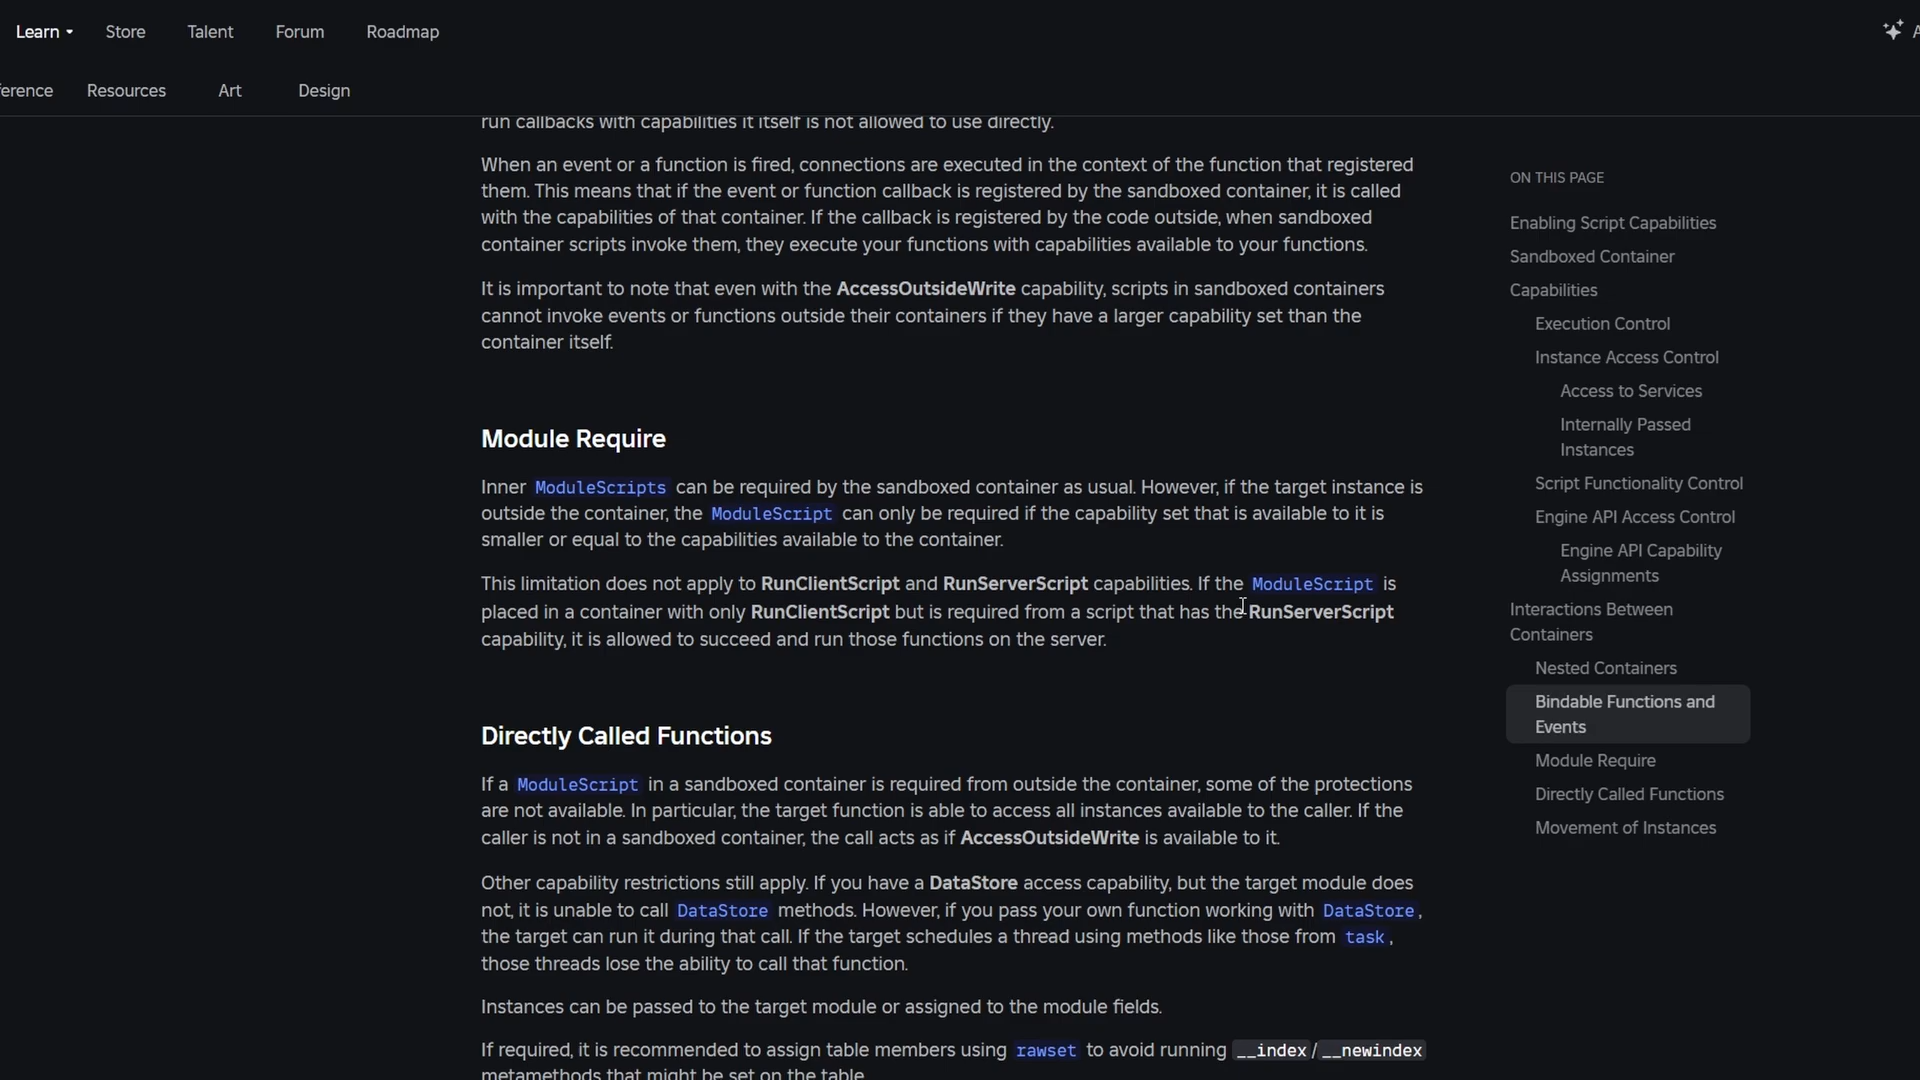 Learn
Store
Talent
Forum
Roadmap
A
ference
Resources
Art
Design
run callbacks with capabilities it itself is not allowed to use directly.
When an event or a function is fired, connections are executed in the context of the function that registered
them. This means that if the event or function callback is registered by the sandboxed container, it is called
with the capabilities of that container. If the callback is registered by the code outside, when sandboxed
container scripts invoke them, they execute your functions with capabilities available to your functions.
It is important to note that even with the AccessOutsideWrite capability, scripts in sandboxed containers
cannot invoke events or functions outside their containers if they have a larger capability set than the
container itself.
Module Require
Inner ModuleScripts can be required by the sandboxed container as usual. However, if the target instance is
outside the container, the ModuleScript can only be required if the capability set that is available to it is
smaller or equal to the capabilities available to the container.
This limitation does not apply to RunClientScript and RunServerScript capabilities. If the ModuleScript is
placed in a container with only RunClientScript but is required from a script that has the RunServerScript
capability, it is allowed to succeed and run those functions on the server.
Directly Called Functions
If a ModuleScript in a sandboxed container is required from outside the container, some of the protections
are not available. In particular, the target function is able to access all instances available to the caller. If the
caller is not in a sandboxed container, the call acts as if AccessOutsideWrite is available to it.
Other capability restrictions still apply. If you have a DataStore access capability, but the target module does
not, it is unable to call DataStore methods. However, if you pass your own function working with DataStore,
the target can run it during that call. If the target schedules a thread using methods like those from task,
those threads lose the ability to call that function.
Instances can be passed to the target module or assigned to the module fields.
If required, it is recommended to assign table members using rawset to avoid running __index/__newindex
metamethods that might be set on the table.
ON THIS PAGE
Enabling Script Capabilities
Sandboxed Container
Capabilities
Execution Control
Instance Access Control
Access to Services
Internally Passed
Instances
Script Functionality Control
Engine API Access Control
Engine API Capability
Assignments
Interactions Between
Containers
Nested Containers
Bindable Functions and
Events
Module Require
Directly Called Functions
Movement of Instances